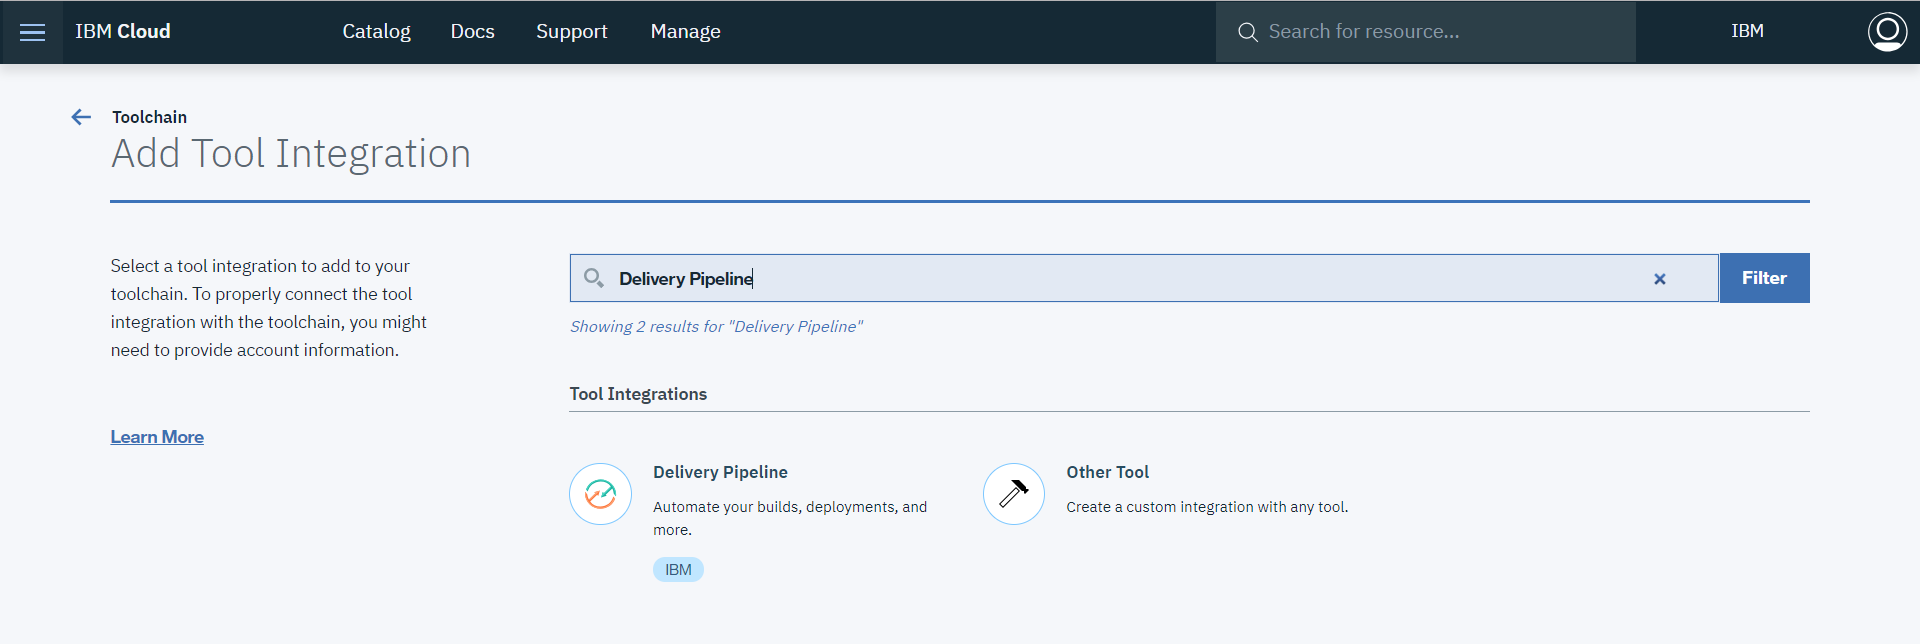 IBM Cloud
Catalog
Docs
Support
Manage
Search for resource...
IBM
Toolchain
Add Tool Integration
Select a tool integration to add to your
toolchain. To properly connect the tool
integration with the toolchain, you might
need to provide account information.
Learn More
Delivery Pipeline
Filter
Showing 2 results for "Delivery Pipeline"
Tool Integrations
Delivery Pipeline
Automate your builds, deployments, and
more.
IBM
Other Tool
Create a custom integration with any tool.